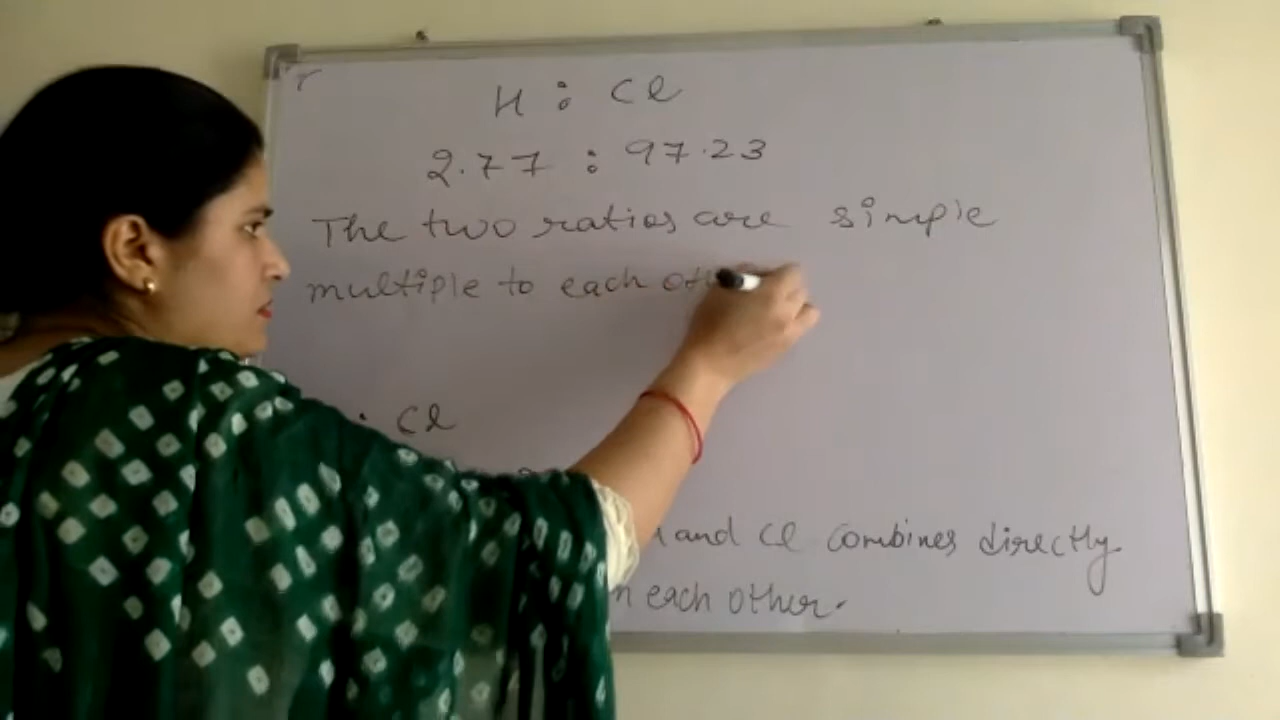 H : Cl
2.77 : 97.23
The two ratios are simple
multiple to each
: Cl
and Cl combines directly.
each other.